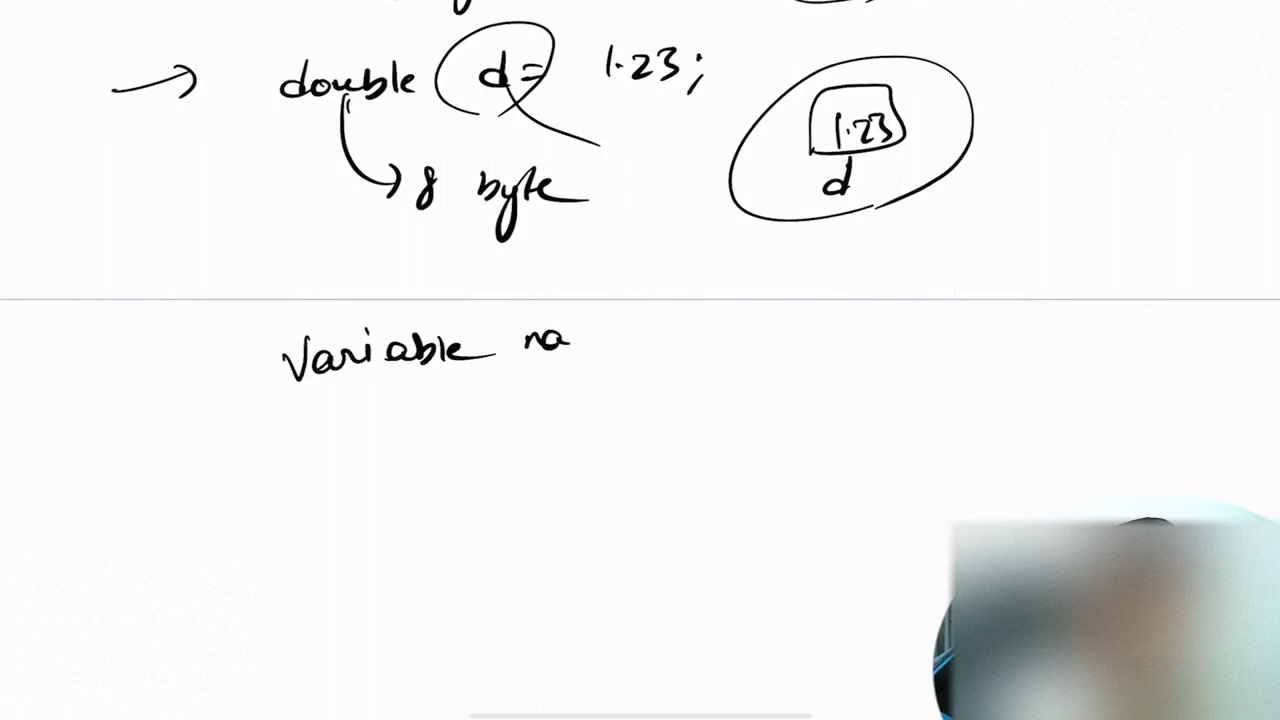 → double d = 1.23;
1.23
d
→ 8 byte
Variable na